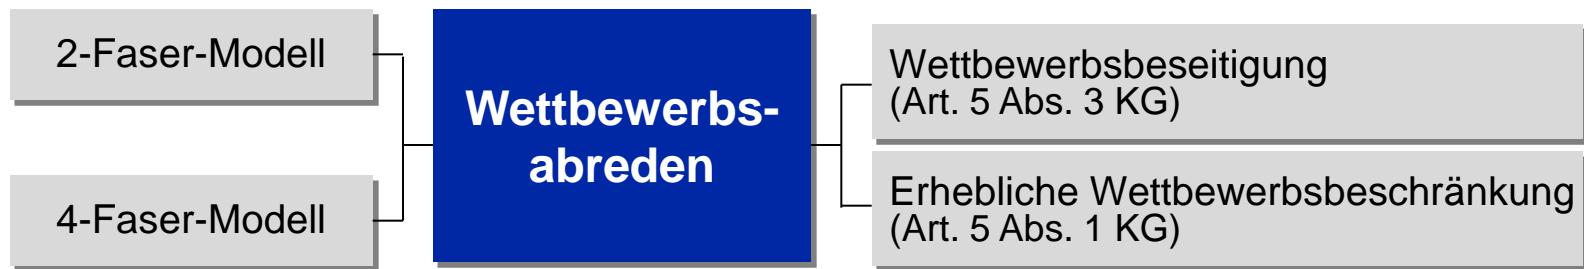 2-Faser-Modell
4-Faser-Modell
Wettbewerbs-
abreden
Wettbewerbsbeseitigung
(Art. 5 Abs. 3 KG)
Erhebliche Wettbewerbsbeschränkung
(Art. 5 Abs. 1 KG)